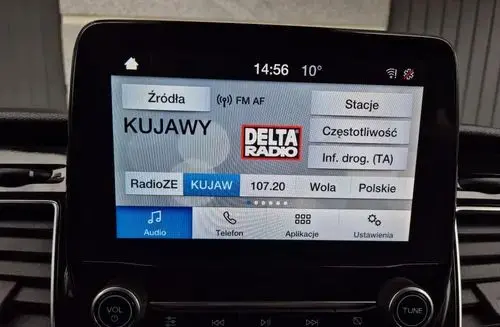 14:56 10°
Źródła FM AF Stacje
KUJAWY
DELTA
RADIO
Częstotliwość
Inf. drog. (TA)
RadioZE KUJAW 107.20 Wola Polskie
Audio Telefon Aplikacje Ustawienia
VOL TUNE